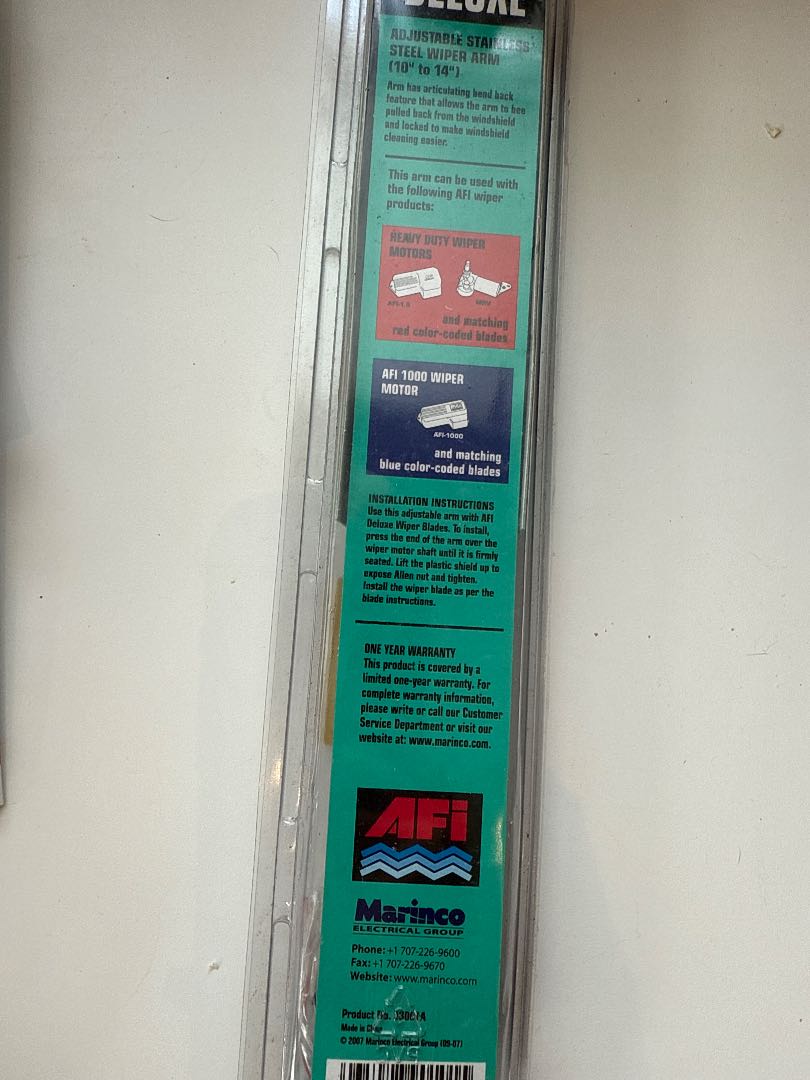 DELUXE
ADJUSTABLE STAINLESS
STEEL WIPER ARM
(10" to 14")
Arm has articulating bend back
feature that allows the arm to bee
pulled back from the windshield
and locked to make windshield
cleaning easier.
This arm can be used with
the following AFI wiper
products:
HEAVY DUTY WIPER
MOTORS
AFI-1.5 MRV
and matching
red color-coded blades
AFI 1000 WIPER
MOTOR
AFI-1000
and matching
blue color-coded blades
INSTALLATION INSTRUCTIONS
Use this adjustable arm with AFI
Deluxe Wiper Blades. To install,
press the end of the arm over the
wiper motor shaft until it is firmly
seated. Lift the plastic shield up to
expose Allen nut and tighten.
Install the wiper blade as per the
blade instructions.
ONE YEAR WARRANTY
This product is covered by a
limited one-year warranty. For
complete warranty information,
please write or call our Customer
Service Department or visit our
website at: www.marinco.com.
AFi
Marinco
ELECTRICAL GROUP
Phone: +1 707-226-9600
Fax: +1 707-226-9670
Website: www.marinco.com
Product No.
Made in China
© 2007 Marinco Electrical Group (09-07)